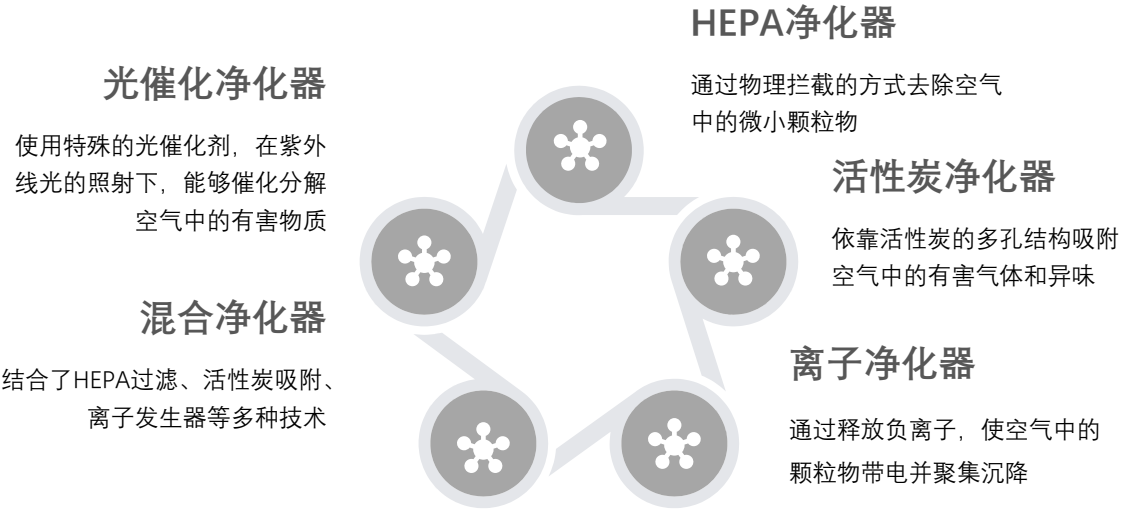 HEPA净化器
通过物理拦截的方式去除空气
中的微小颗粒物
活性炭净化器
依靠活性炭的多孔结构吸附
空气中的有害气体和异味
离子净化器
通过释放负离子，使空气中的
颗粒物带电并聚集沉降
混合净化器
结合了HEPA过滤、活性炭吸附、
离子发生器等多种技术
光催化净化器
使用特殊的光催化剂，在紫外
线光的照射下，能够催化分解
空气中的有害物质